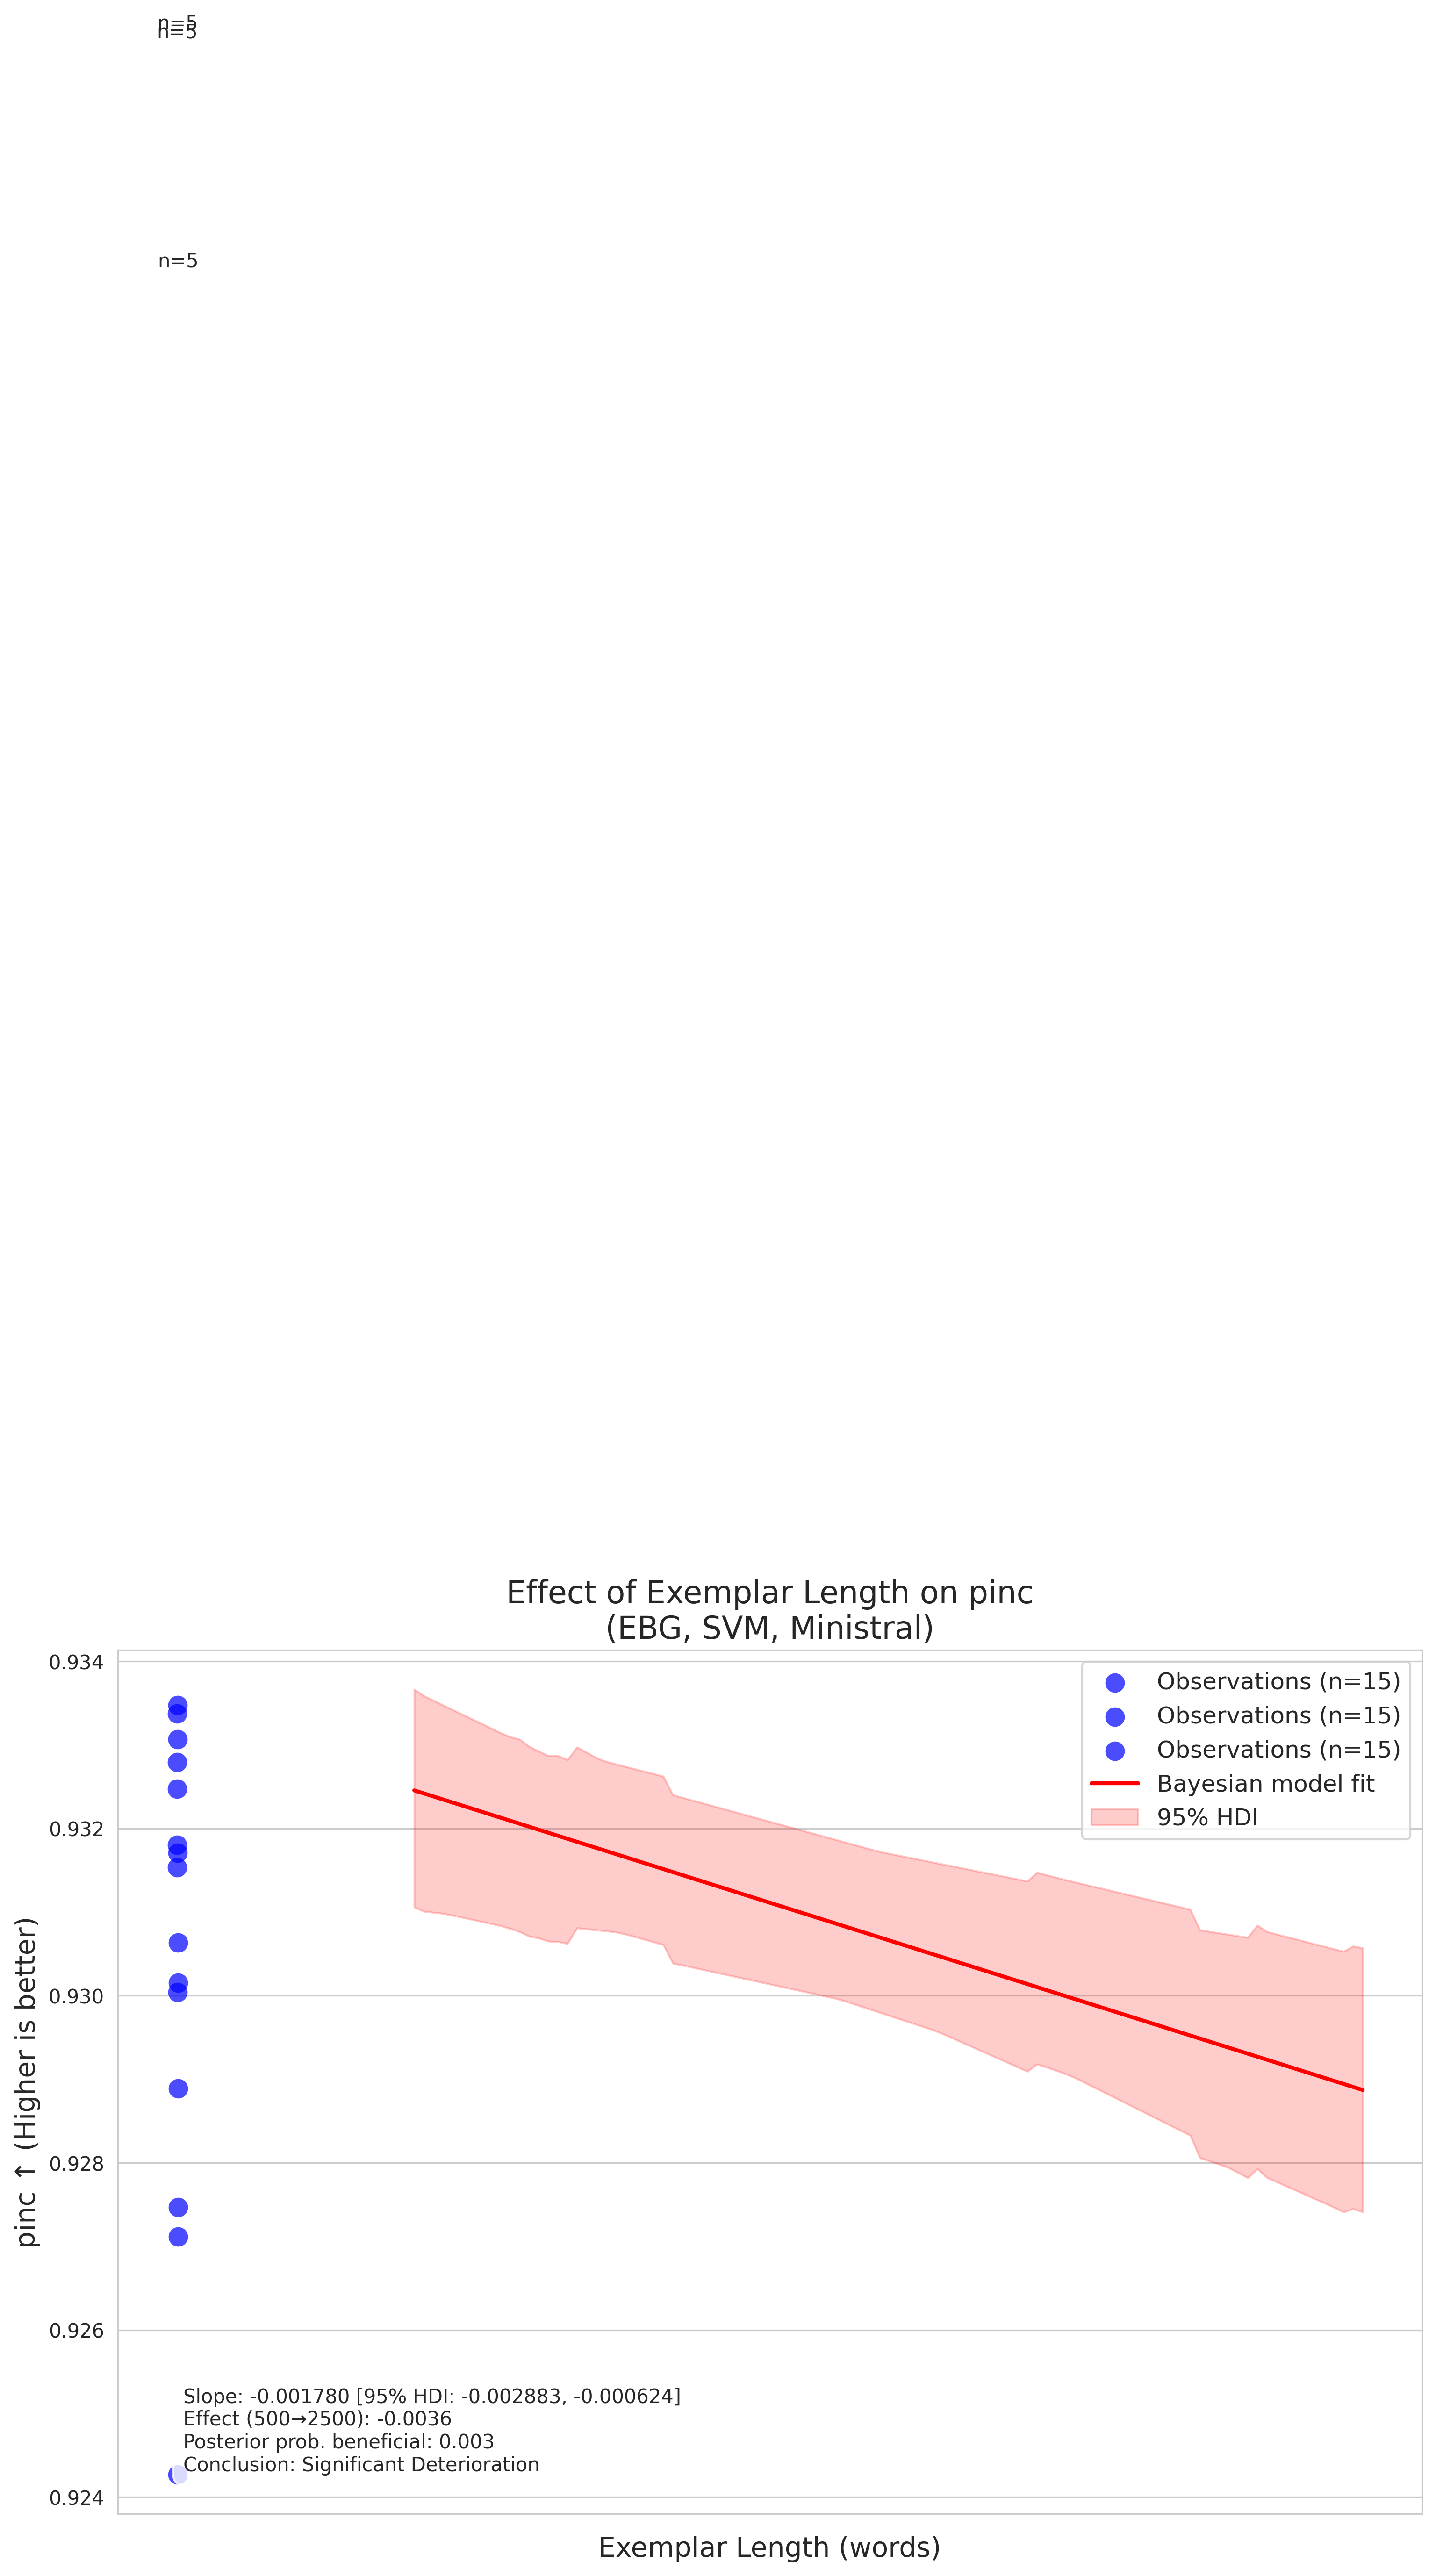 n=5
n=5
n=5
Effect of Exemplar Length on pinc
(EBG, SVM, Ministral)
Observations (n=15)
Observations (n=15)
Observations (n=15)
Bayesian model fit
95% HDI
pinc ↑ (Higher is better)
0.934
0.932
0.930
0.928
0.926
0.924
Slope: -0.001780 [95% HDI: -0.002883, -0.000624]
Effect (500→2500): -0.0036
Posterior prob. beneficial: 0.003
Conclusion: Significant Deterioration
Exemplar Length (words)